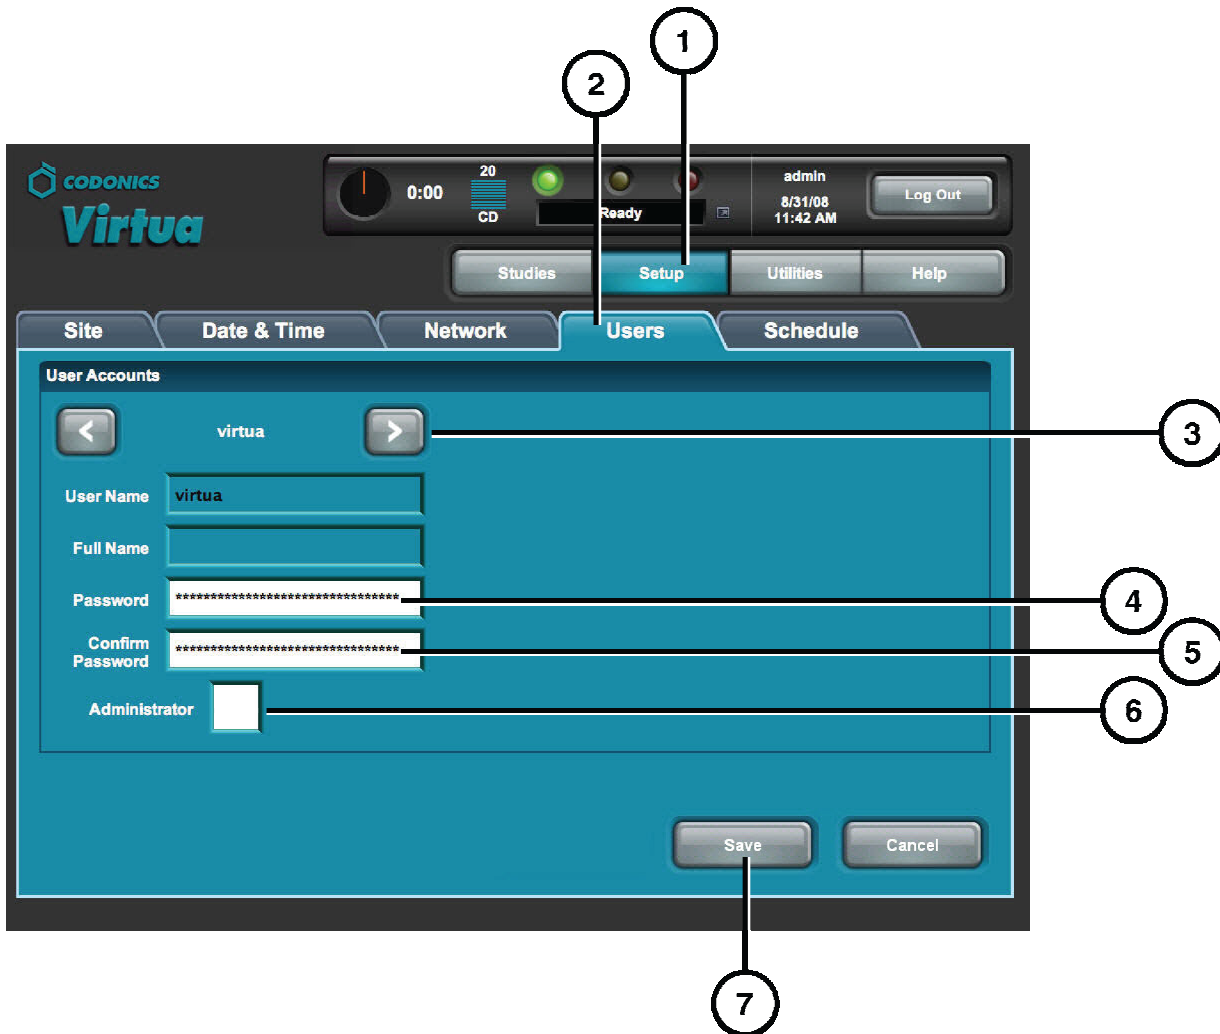 1
2
CODONICS
Virtua
0:00
20
CD
Ready
admin
8/31/08
11:42 AM
Log Out
Studies
Setup
Utilities
Help
Site
Date & Time
Network
Users
Schedule
User Accounts
<
virtua
>
3
User Name
virtua
Full Name
Password
********************************
4
Confirm
Password
********************************
5
Administrator
6
Save
Cancel
7